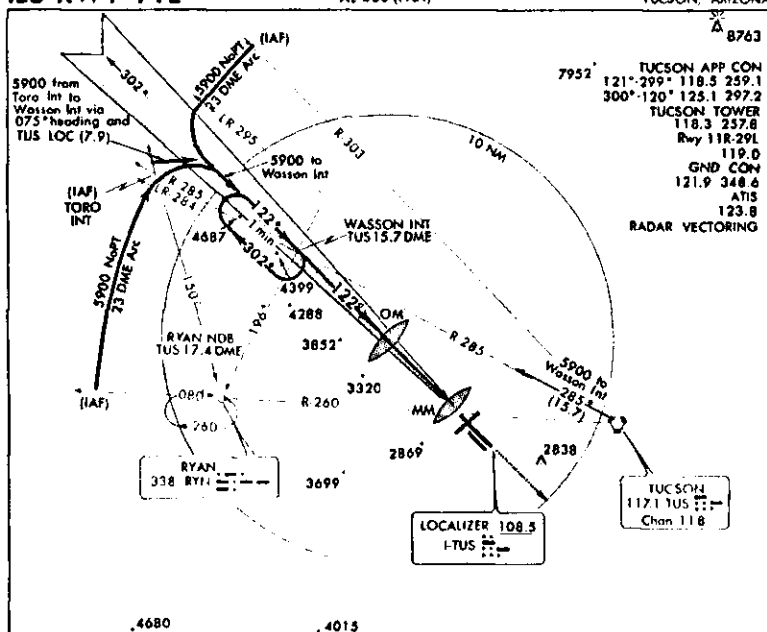 TUCSON, ARIZONA
8763
7952
TUCSON APP CON
121°-299° 118.5 259.1
300°-120° 125.1 297.2
TUCSON TOWER
118.3 257.8
Rwy 11R-29L
119.0
GND CON
121.9 348.6
ATIS
123.8
RADAR VECTORING
(IAF)
5900 NoPT
23 DME Arc
302°
LR 295
R 303
10 NM
5900 from
Toro Int to
Wasson Int via
075° heading and
TUS LOC (7.9)
5900 to
Wasson Int
(IAF)
TORO
INT
R 285
LR 284
122°
1 min
302°
4687
WASSON INT
TUS 15.7 DME
5900 NoPT
23 DME Arc
150
196°
4399
4288
122°
OM
3852
RYAN NDB
TUS 17.4 DME
R 285
5900 to
Wasson Int
285°
(15.7)
3320
MM
(IAF)
080
260
R 260
2869
2838
RYAN
338 RYN
3699
LOCALIZER 108.5
I-TUS
TUCSON
117.1 TUS
Chan 118
4680
4015